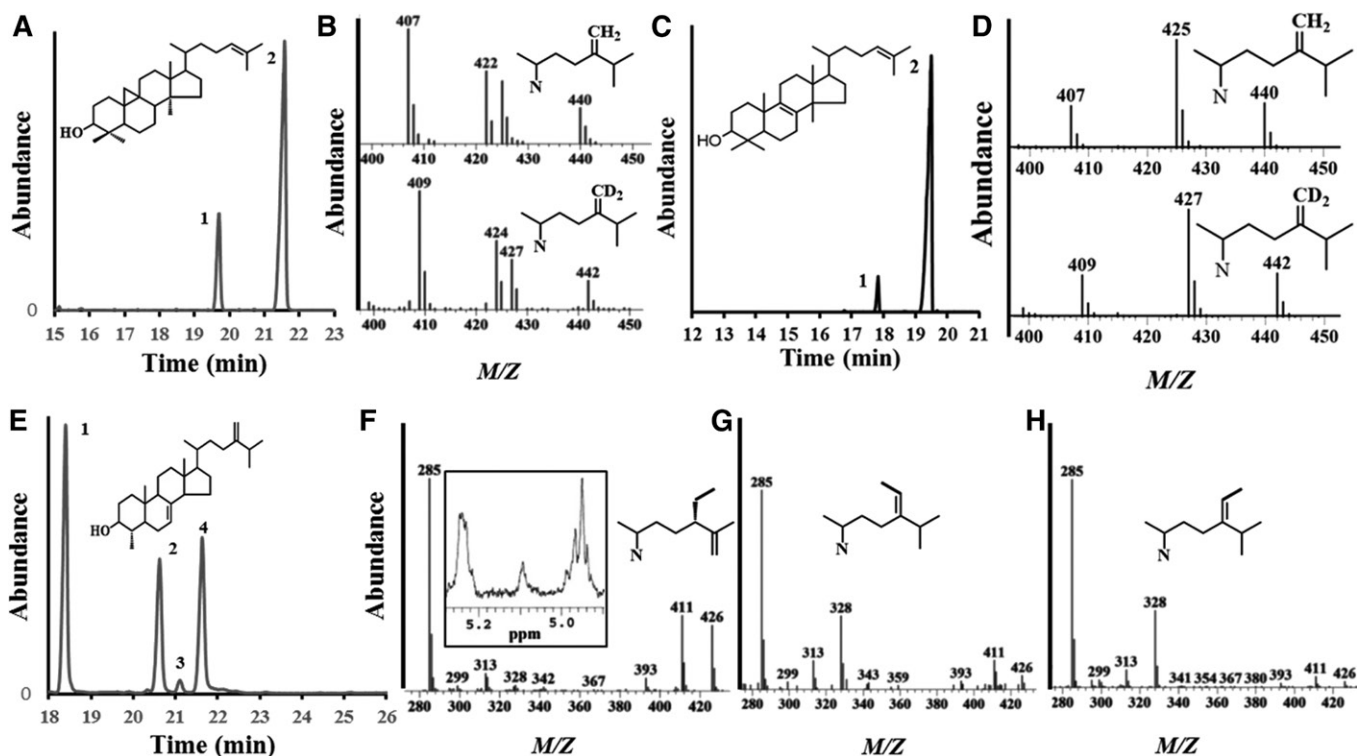 A
Abundance
0
1
2
HO
15 16 17 18 19 20 21 22 23
Time (min)
B
Abundance
407
422
440
CH2
N
400 410 420 430 440 450
409
424
427
442
CD2
N
400 410 420 430 440 450
M/Z
C
Abundance
1
2
HO
12 13 14 15 16 17 18 19 20 21
Time (min)
D
Abundance
407
425
440
CH2
N
400 410 420 430 440 450
409
427
442
CD2
N
400 410 420 430 440 450
M/Z
E
Abundance
0
1
2
3
4
HO
18 19 20 21 22 23 24 25 26
Time (min)
F
Abundance
285
299
313
328
342
367
393
411
426
5.2 5.0
ppm
N
280 300 320 340 360 380 400 420
M/Z
G
Abundance
285
299
313
328
343
359
393
411
426
N
280 300 320 340 360 380 400 420
M/Z
H
Abundance
285
299
313
328
341
354
367
380
393
411
426
N
280 300 320 340 360 380 400 420
M/Z